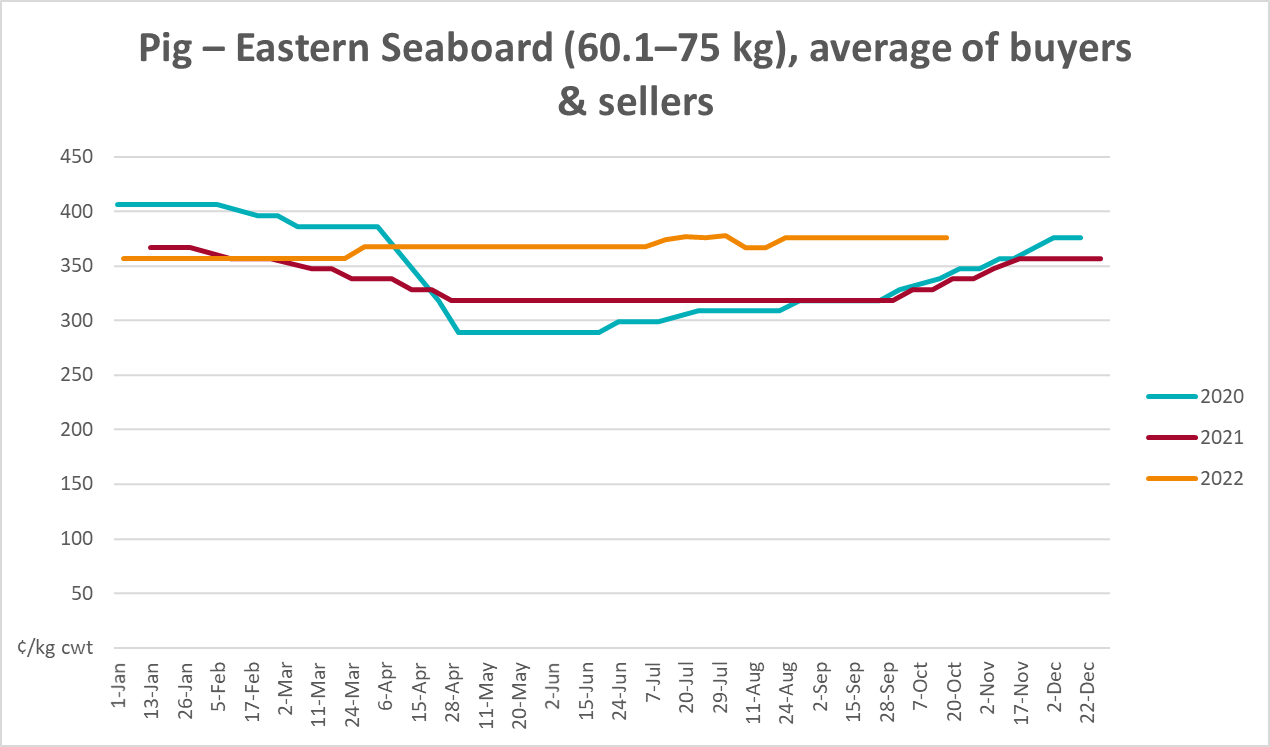 Pig – Eastern Seaboard (60.1–75 kg), average of buyers
& sellers
450
400
350
300
250
200
150
100
50
¢/kg cwt
1-Jan
13-Jan
26-Jan
5-Feb
17-Feb
2-Mar
11-Mar
24-Mar
6-Apr
15-Apr
28-Apr
11-May
20-May
2-Jun
15-Jun
24-Jun
7-Jul
20-Jul
29-Jul
11-Aug
24-Aug
2-Sep
15-Sep
28-Sep
7-Oct
20-Oct
2-Nov
17-Nov
2-Dec
22-Dec
2020
2021
2022